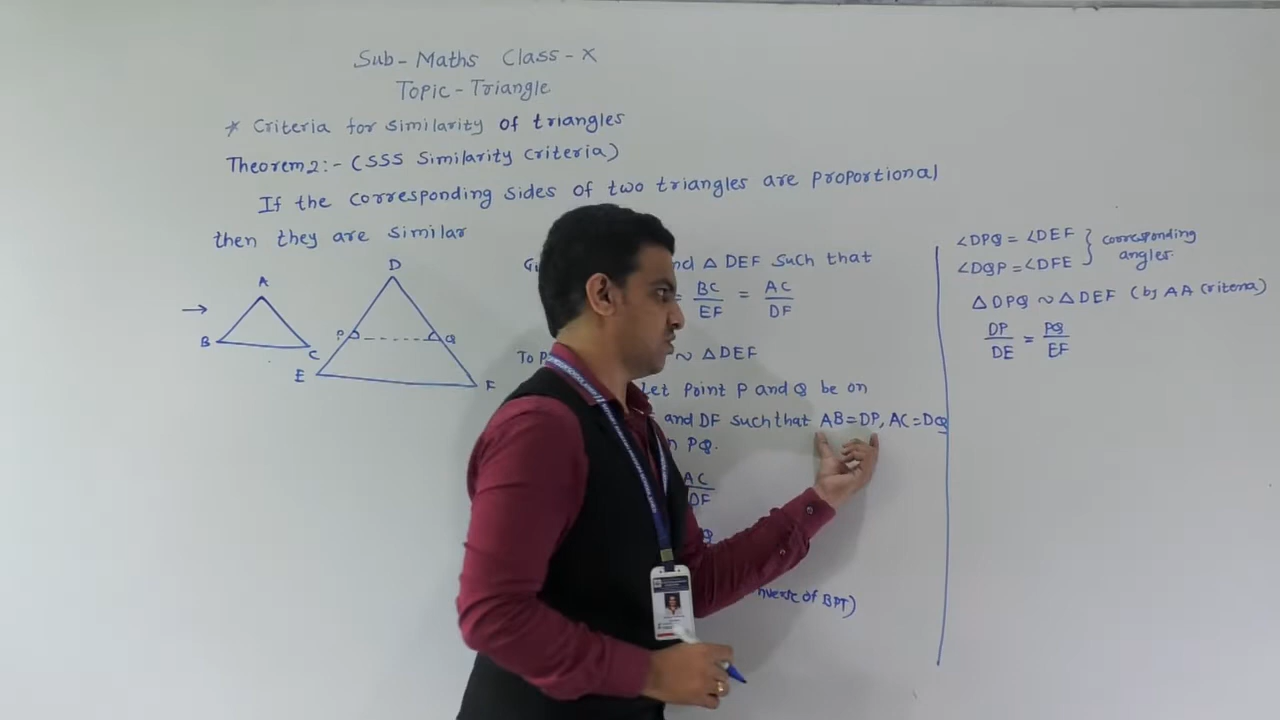 Sub- Maths Class-X
Topic-Triangle
* Criteria for similarity of triangles
Theorem2:- (SSS Similarity criteria)
If the corresponding sides of two triangles are proportional
then they are similar
→
A
B
C
D
P
Q
E
F
△ DEF such that
= BC/EF = AC/DF
~ △DEF
Let point P and Q be on
and DF such that AB=DP, AC=DQ
PQ.
AC/DF
of BPT)
∠DPQ = ∠DEF } corresponding
∠DQP = ∠DFE } angles.
△DPQ ~ △DEF (by AA criteria)
DP/DE = PQ/EF